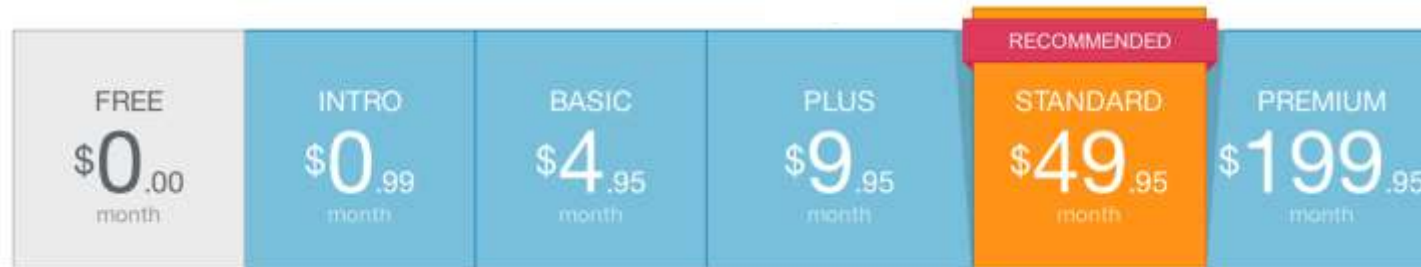 RECOMMENDED
FREE
$0.00
month
INTRO
$0.99
month
BASIC
$4.95
month
PLUS
$9.95
month
STANDARD
$49.95
month
PREMIUM
$199.95
month